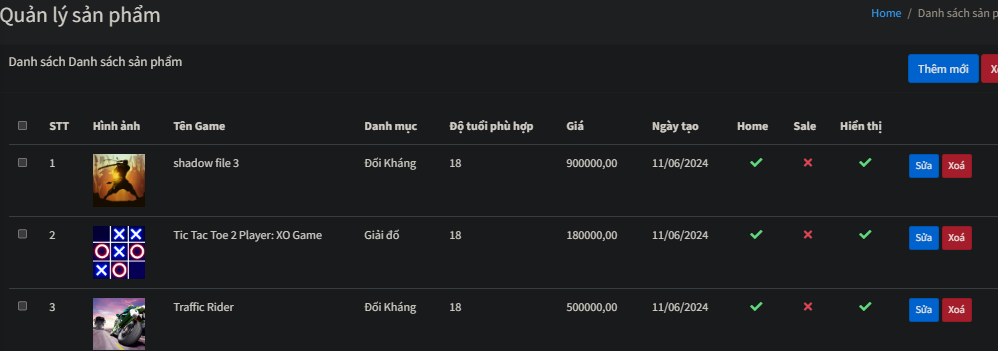 Quản lý sản phẩm
Home / Danh sách sản
Danh sách Danh sách sản phẩm
Thêm mới
STT Hình ảnh Tên Game Danh mục Độ tuổi phù hợp Giá Ngày tạo Home Sale Hiển thị
1 shadow file 3 Đối Kháng 18 900000,00 11/06/2024 Sửa Xoá
2 Tic Tac Toe 2 Player: XO Game Giải đố 18 180000,00 11/06/2024 Sửa Xoá
3 Traffic Rider Đối Kháng 18 500000,00 11/06/2024 Sửa Xoá